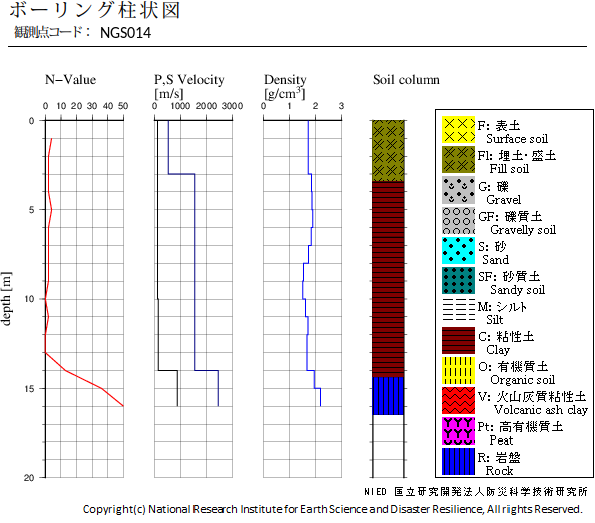 ボーリング柱状図
観測点コード： NGS014
N−Value
P,S Velocity
[m/s]
Density
[g/cm³]
Soil column
0 10 20 30 40 50
0 1000 2000 3000
0 1 2 3
depth [m]
0
5
10
15
20
F: 表土
Surface soil
Fl: 埋土・盛土
Fill soil
G: 礫
Gravel
GF: 礫質土
Gravelly soil
S: 砂
Sand
SF: 砂質土
Sandy soil
M: シルト
Silt
C: 粘性土
Clay
O: 有機質土
Organic soil
V: 火山灰質粘性土
Volcanic ash clay
Pt: 高有機質土
Peat
R: 岩盤
Rock
NIED 国立研究開発法人防災科学技術研究所
Copyright(c) National Research Institute for Earth Science and Disaster Resilience, All rights Reserved.